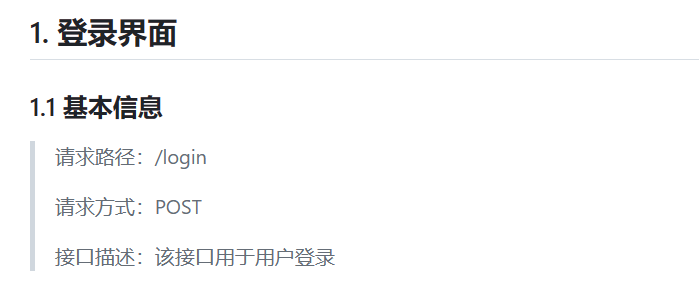 1. 登录界面
1.1 基本信息
请求路径：/login
请求方式：POST
接口描述：该接口用于用户登录